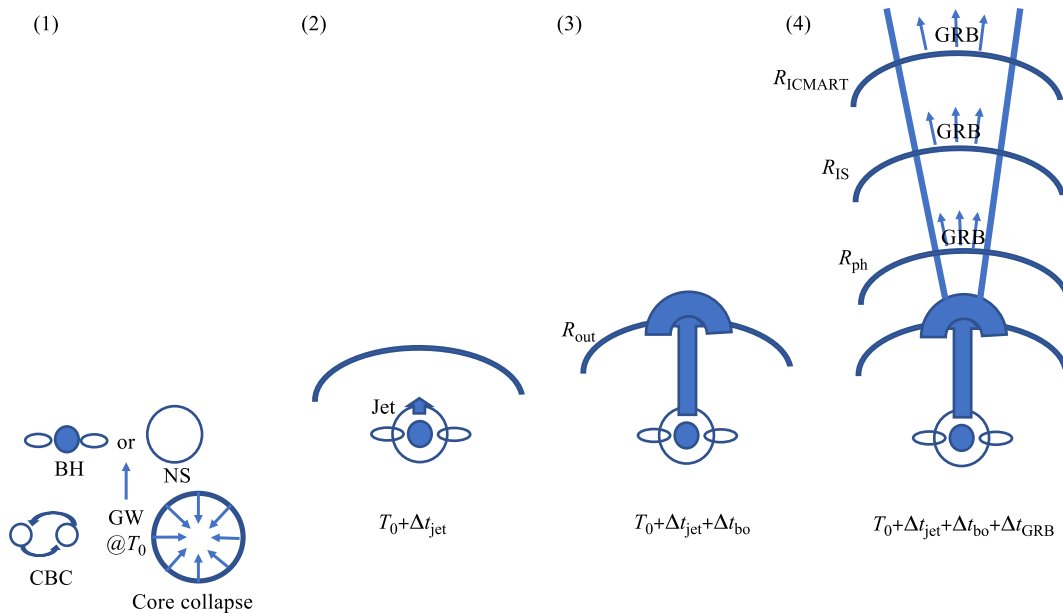 (1)
(2)
(3)
(4)
GRB
R_ICMART
GRB
R_IS
GRB
R_ph
R_out
Jet
BH
or
NS
GW
@T_0
CBC
Core collapse
T_0+Δt_jet
T_0+Δt_jet+Δt_bo
T_0+Δt_jet+Δt_bo+Δt_GRB